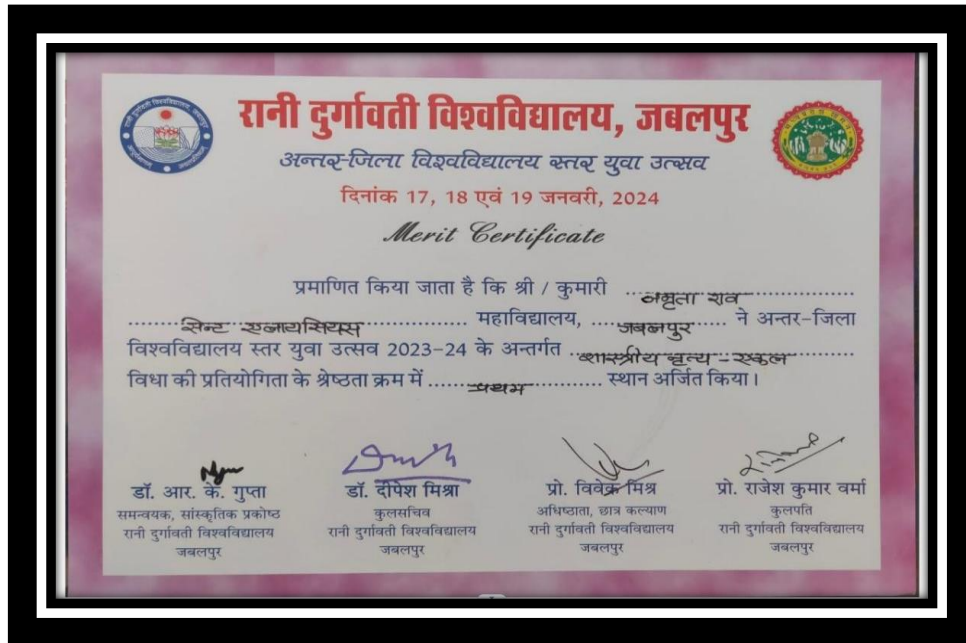 रानी दुर्गावती विश्वविद्यालय, जबलपुर
अन्तर-जिला विश्वविद्यालय स्तर युवा उत्सव
दिनांक 17, 18 एवं 19 जनवरी, 2024
Merit Certificate
प्रमाणित किया जाता है कि श्री / कुमारी नम्रता राव
सेन्ट एलायसियस महाविद्यालय, जबलपुर ने अन्तर-जिला
विश्वविद्यालय स्तर युवा उत्सव 2023-24 के अन्तर्गत शास्त्रीय नृत्य - एकल
विधा की प्रतियोगिता के श्रेष्ठता क्रम में प्रथम स्थान अर्जित किया।
डॉ. आर. के. गुप्ता
समन्वयक, सांस्कृतिक प्रकोष्ठ
रानी दुर्गावती विश्वविद्यालय
जबलपुर
डॉ. दीपेश मिश्रा
कुलसचिव
रानी दुर्गावती विश्वविद्यालय
जबलपुर
प्रो. विवेक मिश्र
अधिष्ठाता, छात्र कल्याण
रानी दुर्गावती विश्वविद्यालय
जबलपुर
प्रो. राजेश कुमार वर्मा
कुलपति
रानी दुर्गावती विश्वविद्यालय
जबलपुर